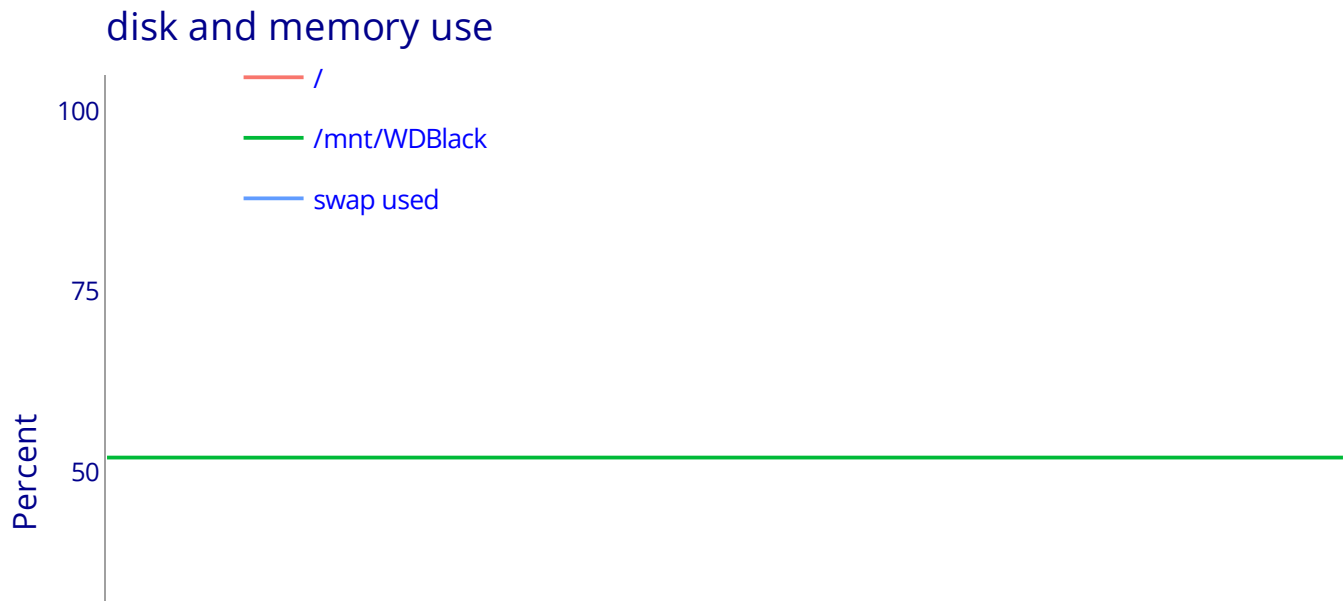 disk and memory use
/
100
/mnt/WDBlack
swap used
75
Percent
50